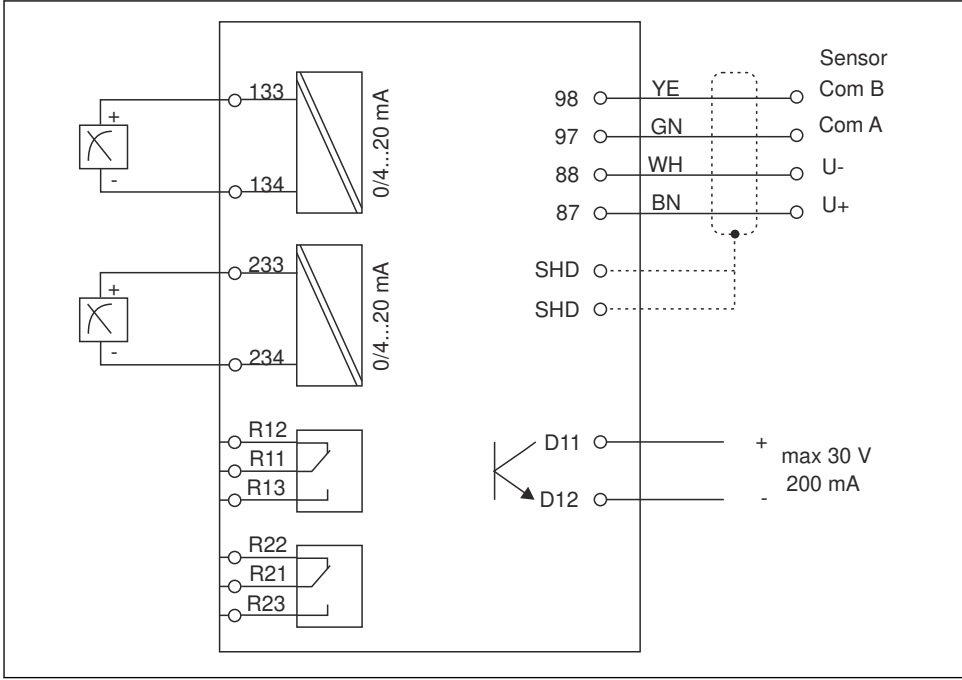 133
+
-
134
0/4...20 mA
233
+
-
234
0/4...20 mA
R12
R11
R13
R22
R21
R23
Sensor
98 YE Com B
97 GN Com A
88 WH U-
87 BN U+
SHD
SHD
D11 +
max 30 V
200 mA
D12 -